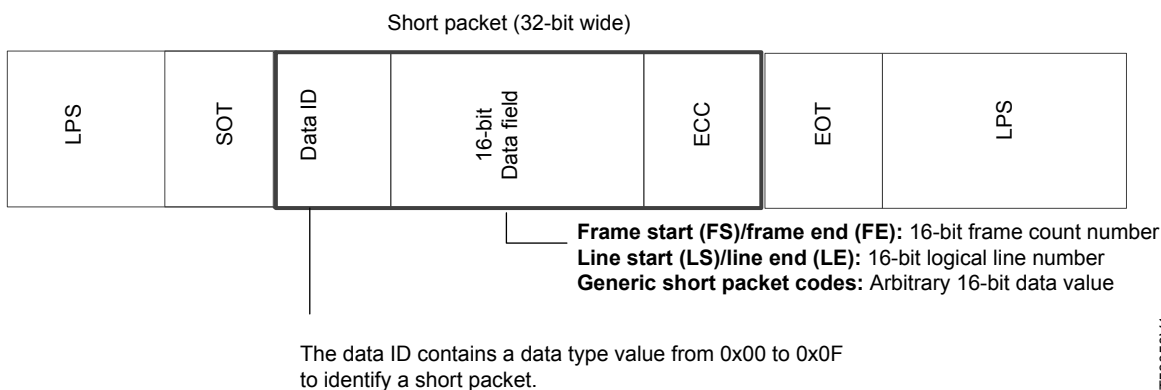 Short packet (32-bit wide)
LPS
SOT
Data ID
16-bit
Data field
ECC
EOT
LPS
Frame start (FS)/frame end (FE): 16-bit frame count number
Line start (LS)/line end (LE): 16-bit logical line number
Generic short packet codes: Arbitrary 16-bit data value
The data ID contains a data type value from 0x00 to 0x0F
to identify a short packet.